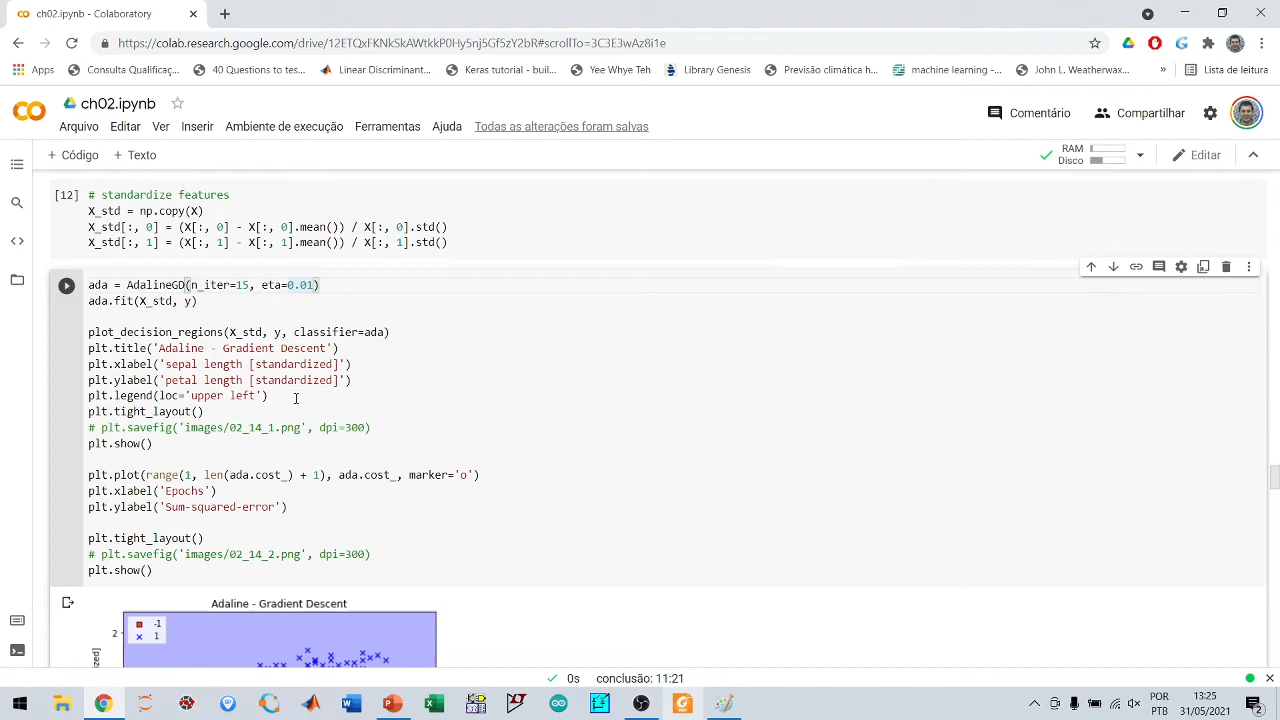 ch02.ipynb - Colaboratory
https://colab.research.google.com/drive/12ETQxFKNkSkAWtkkP0Hy5ri6Gf5zY2bR#scrollTo=3C3E3wAz8i1e
Apps Consulta Qualificaç... 40 Questions to tes... Linear Discriminant... Keras tutorial - buil... Yee Whye Teh Library Genesis Previsão climática h... machine learning -... John L. Weatherwax... » Lista de leitura
ch02.ipynb
Comentário Compartilhar
Arquivo Editar Ver Inserir Ambiente de execução Ferramentas Ajuda Todas as alterações foram salvas
+ Código + Texto
RAM
Disco
Editar
[12] # standardize features
X_std = np.copy(X)
X_std[:, 0] = (X[:, 0] - X[:, 0].mean()) / X[:, 0].std()
X_std[:, 1] = (X[:, 1] - X[:, 1].mean()) / X[:, 1].std()
ada = AdalineGD(n_iter=15, eta=0.01)
ada.fit(X_std, y)
plot_decision_regions(X_std, y, classifier=ada)
plt.title('Adaline - Gradient Descent')
plt.xlabel('sepal length [standardized]')
plt.ylabel('petal length [standardized]')
plt.legend(loc='upper left')
plt.tight_layout()
# plt.savefig('images/02_14_1.png', dpi=300)
plt.show()
plt.plot(range(1, len(ada.cost_) + 1), ada.cost_, marker='o')
plt.xlabel('Epochs')
plt.ylabel('Sum-squared-error')
plt.tight_layout()
# plt.savefig('images/02_14_2.png', dpi=300)
plt.show()
Adaline - Gradient Descent
-1
1
2
0s conclusão: 11:21
POR
PTB
13:25
31/05/2021
2